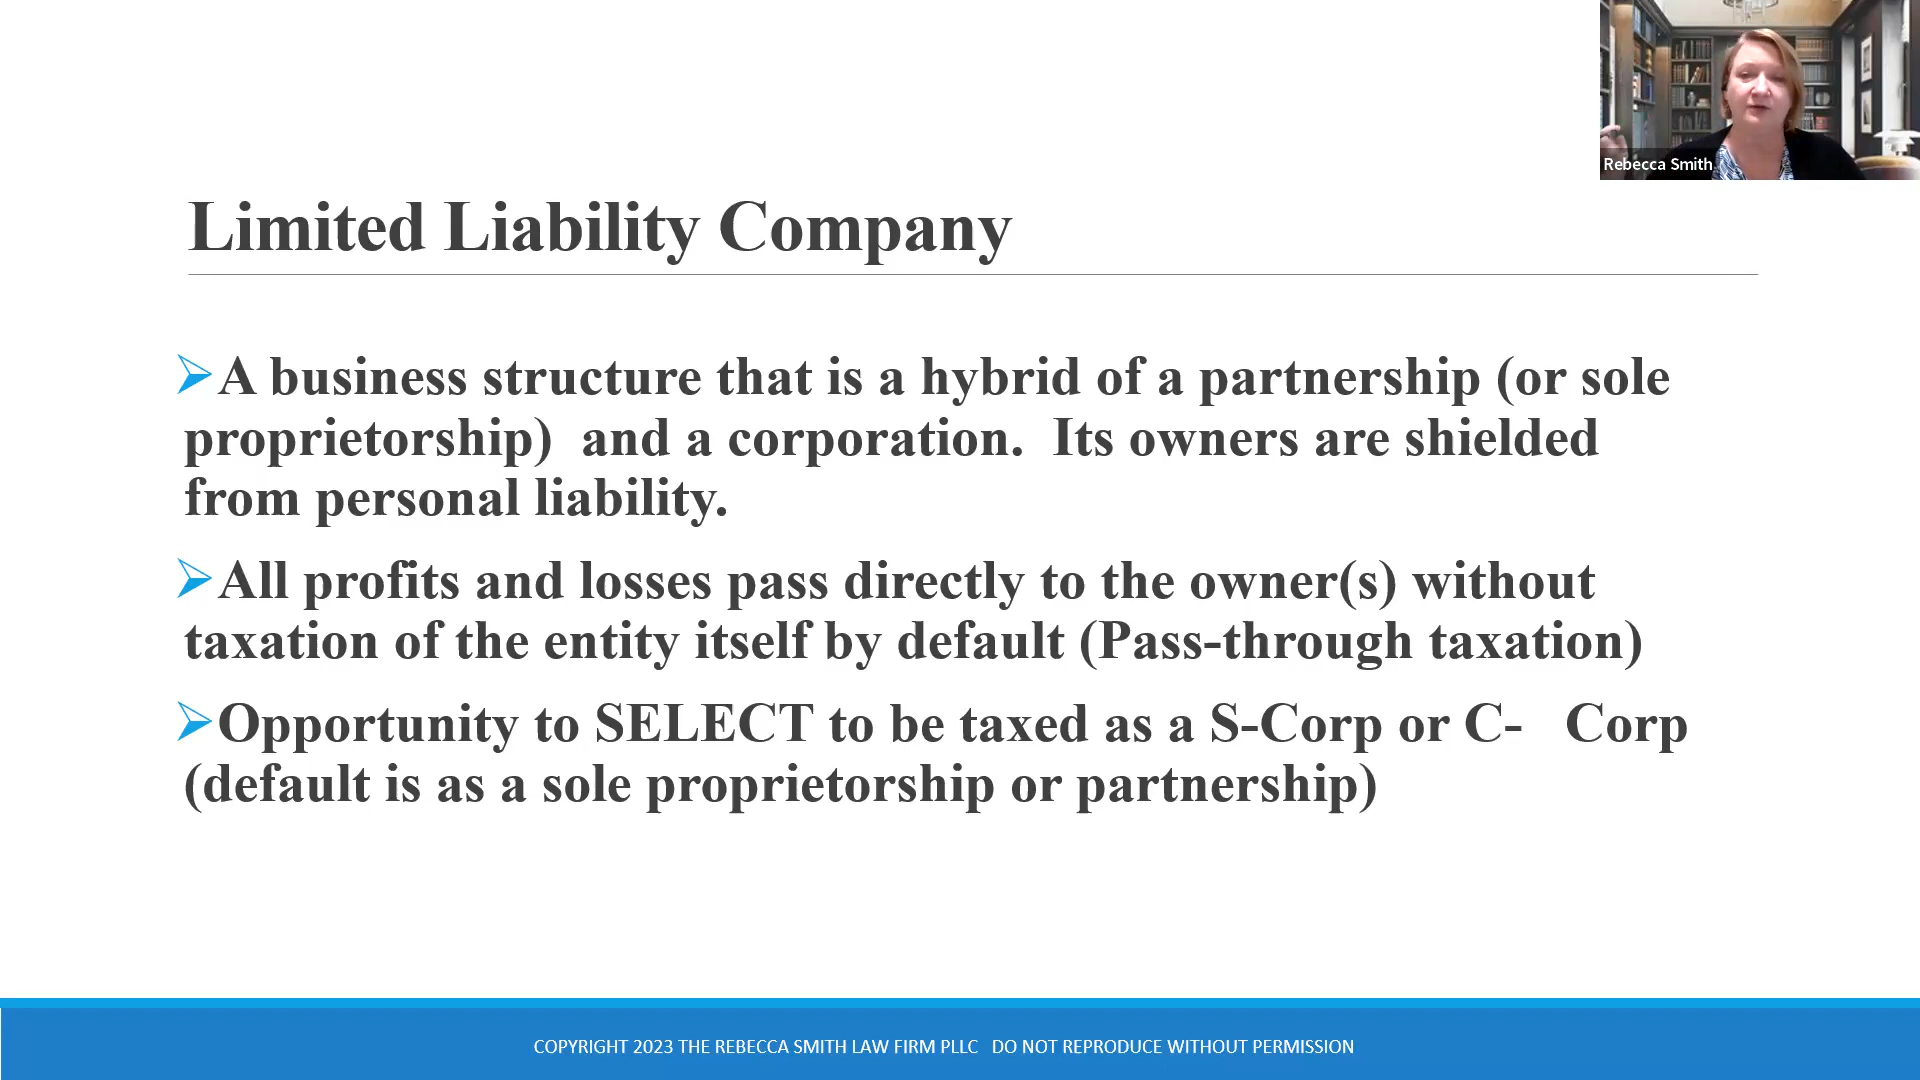 Rebecca Smith
Limited Liability Company
➢A business structure that is a hybrid of a partnership (or sole
proprietorship)  and a corporation.  Its owners are shielded
from personal liability.
➢All profits and losses pass directly to the owner(s) without
taxation of the entity itself by default (Pass-through taxation)
➢Opportunity to SELECT to be taxed as a S-Corp or C-   Corp
(default is as a sole proprietorship or partnership)
COPYRIGHT 2023 THE REBECCA SMITH LAW FIRM PLLC   DO NOT REPRODUCE WITHOUT PERMISSION